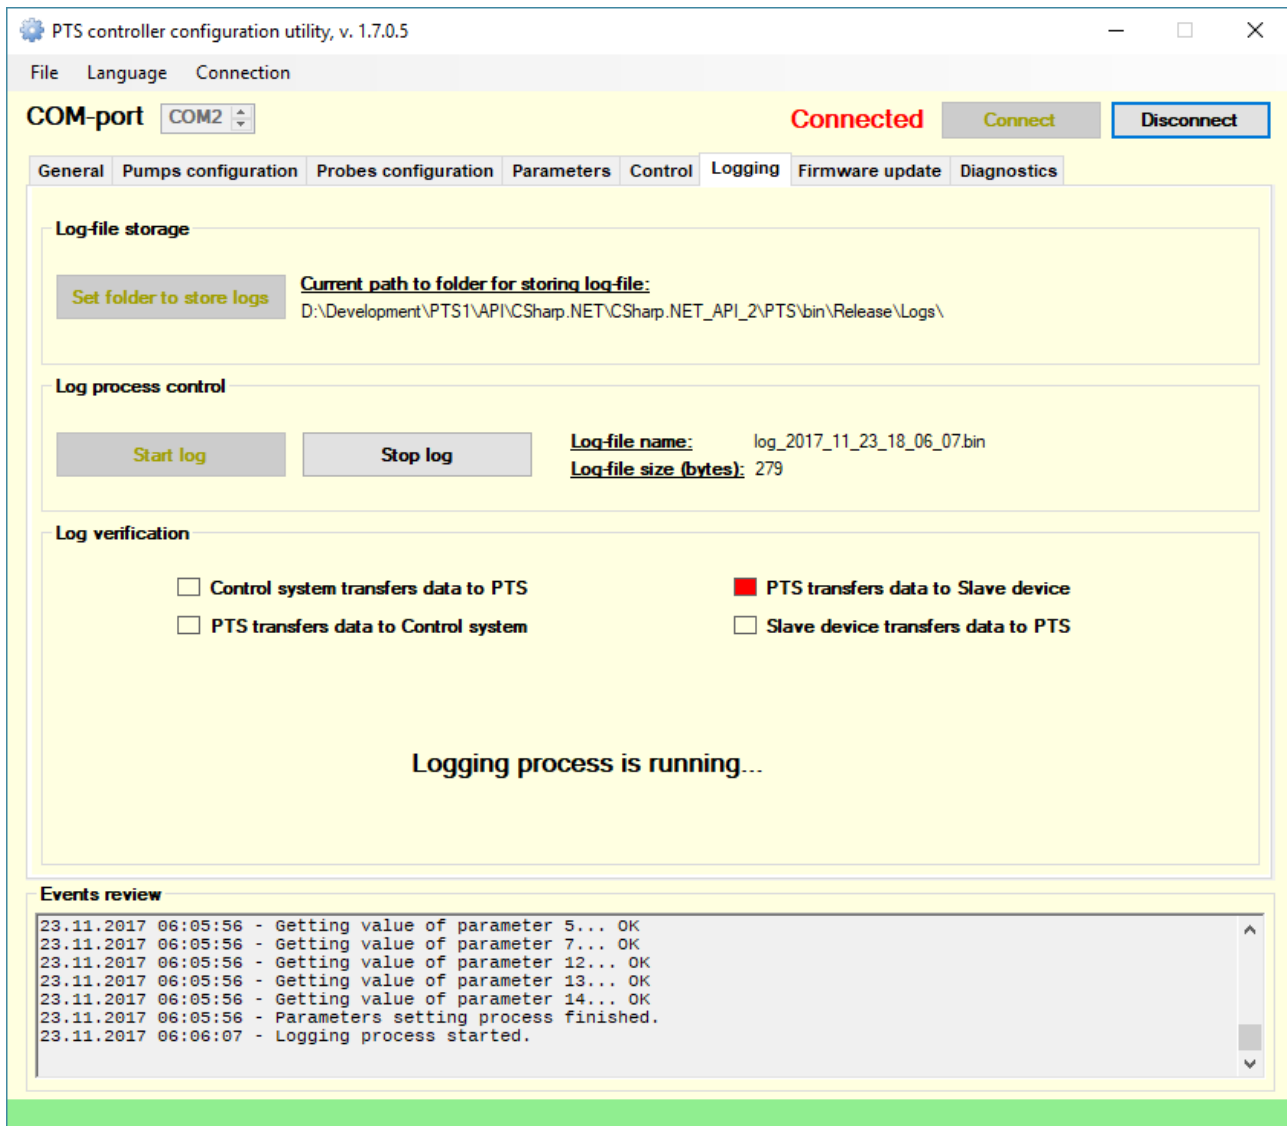 PTS controller configuration utility, v. 1.7.0.5
File Language Connection
COM-port COM2 Connected Connect Disconnect
General Pumps configuration Probes configuration Parameters Control Logging Firmware update Diagnostics
Log-file storage
Set folder to store logs
Current path to folder for storing log-file:
D:\Development\PTS1\API\CSharp.NET\CSharp.NET_API_2\PTS\bin\Release\Logs\
Log process control
Start log Stop log
Log-file name: log_2017_11_23_18_06_07.bin
Log-file size (bytes): 279
Log verification
Control system transfers data to PTS PTS transfers data to Slave device
PTS transfers data to Control system Slave device transfers data to PTS
Logging process is running...
Events review
23.11.2017 06:05:56 - Getting value of parameter 5... OK
23.11.2017 06:05:56 - Getting value of parameter 7... OK
23.11.2017 06:05:56 - Getting value of parameter 12... OK
23.11.2017 06:05:56 - Getting value of parameter 13... OK
23.11.2017 06:05:56 - Getting value of parameter 14... OK
23.11.2017 06:05:56 - Parameters setting process finished.
23.11.2017 06:06:07 - Logging process started.